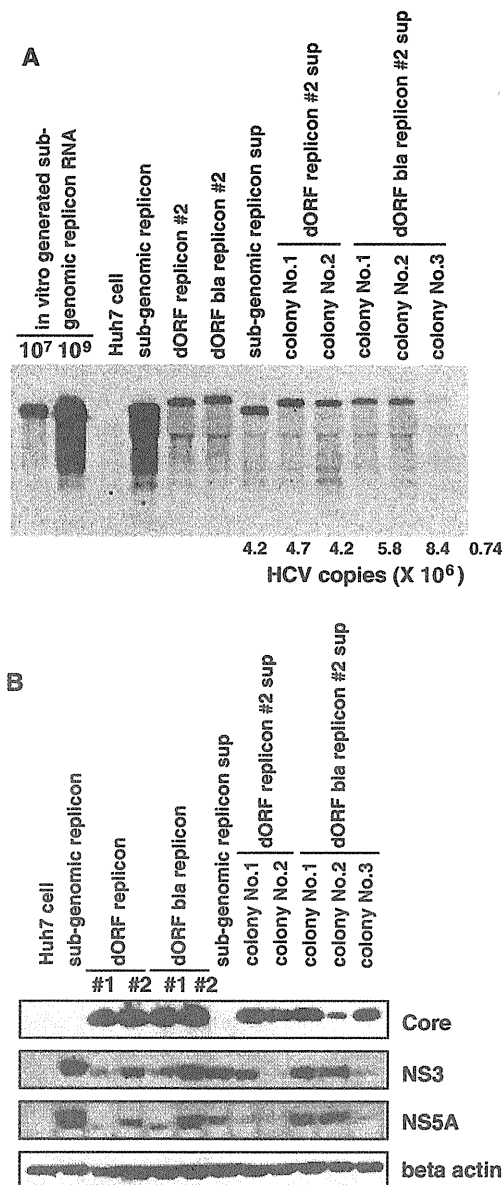 A
in vitro generated sub-
genomic replicon RNA
10⁷ 10⁹
Huh7 cell
sub-genomic replicon
dORF replicon #2
dORF bla replicon #2
sub-genomic replicon sup
dORF replicon #2 sup
colony No.1
colony No.2
dORF bla replicon #2 sup
colony No.1
colony No.2
colony No.3
4.2 4.7 4.2 5.8 8.4 0.74
HCV copies (X 10⁶)
B
Huh7 cell
sub-genomic replicon
dORF replicon
#1 #2
dORF bla replicon
#1 #2
sub-genomic replicon sup
dORF replicon #2 sup
colony No.1
colony No.2
dORF bla replicon #2 sup
colony No.1
colony No.2
colony No.3
Core
NS3
NS5A
beta actin